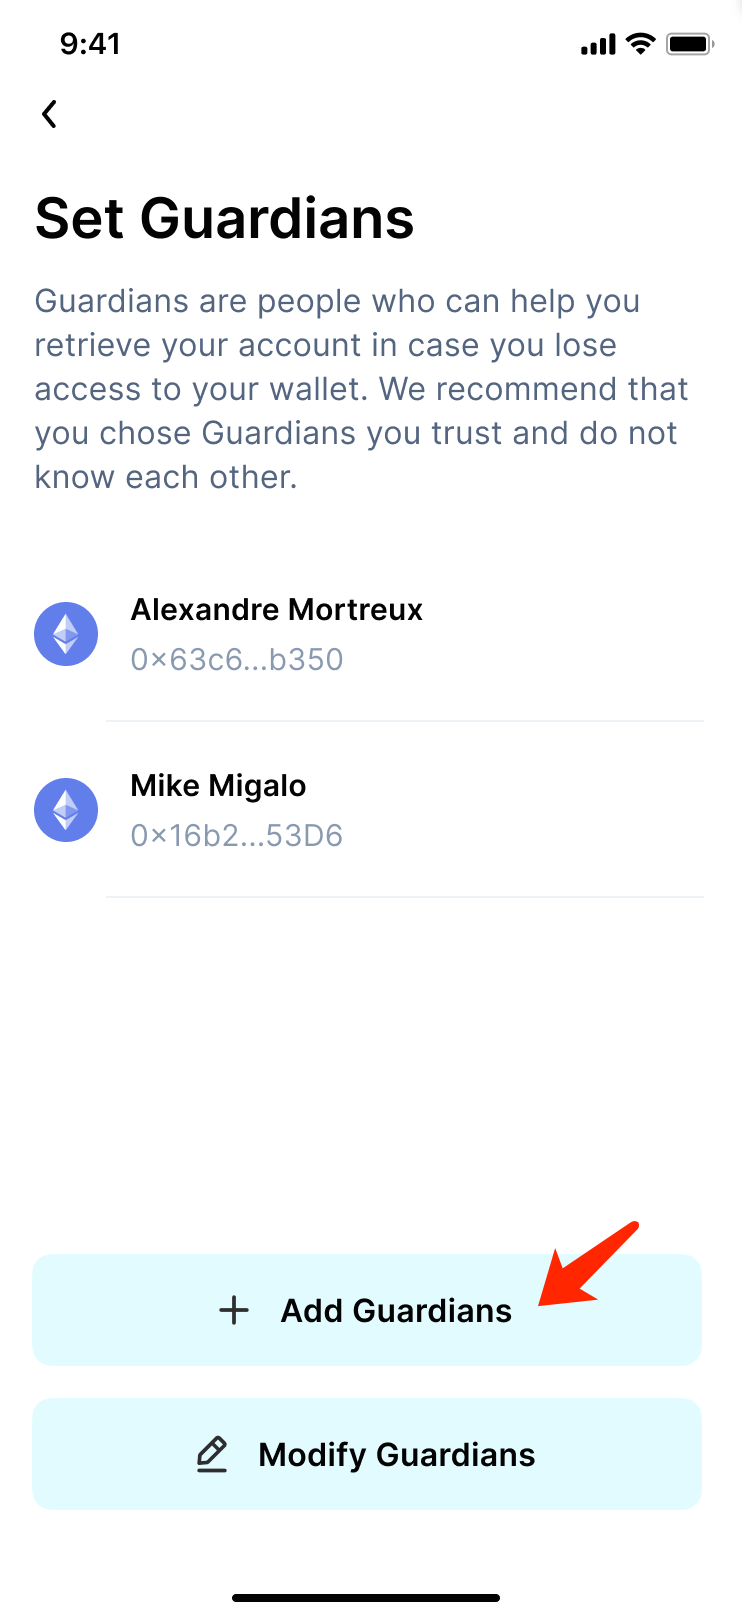 9:41
Set Guardians
Guardians are people who can help you
retrieve your account in case you lose
access to your wallet. We recommend that
you chose Guardians you trust and do not
know each other.
Alexandre Mortreux
0×63c6...b350
Mike Migalo
0×16b2...53D6
Add Guardians
Modify Guardians